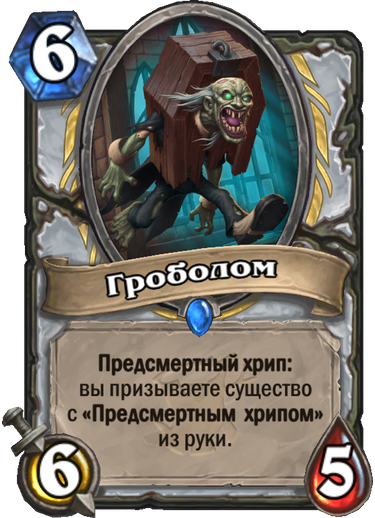 6
Гроболом
Предсмертный хрип:
вы призываете существо
с «Предсмертным хрипом»
из руки.
6
5